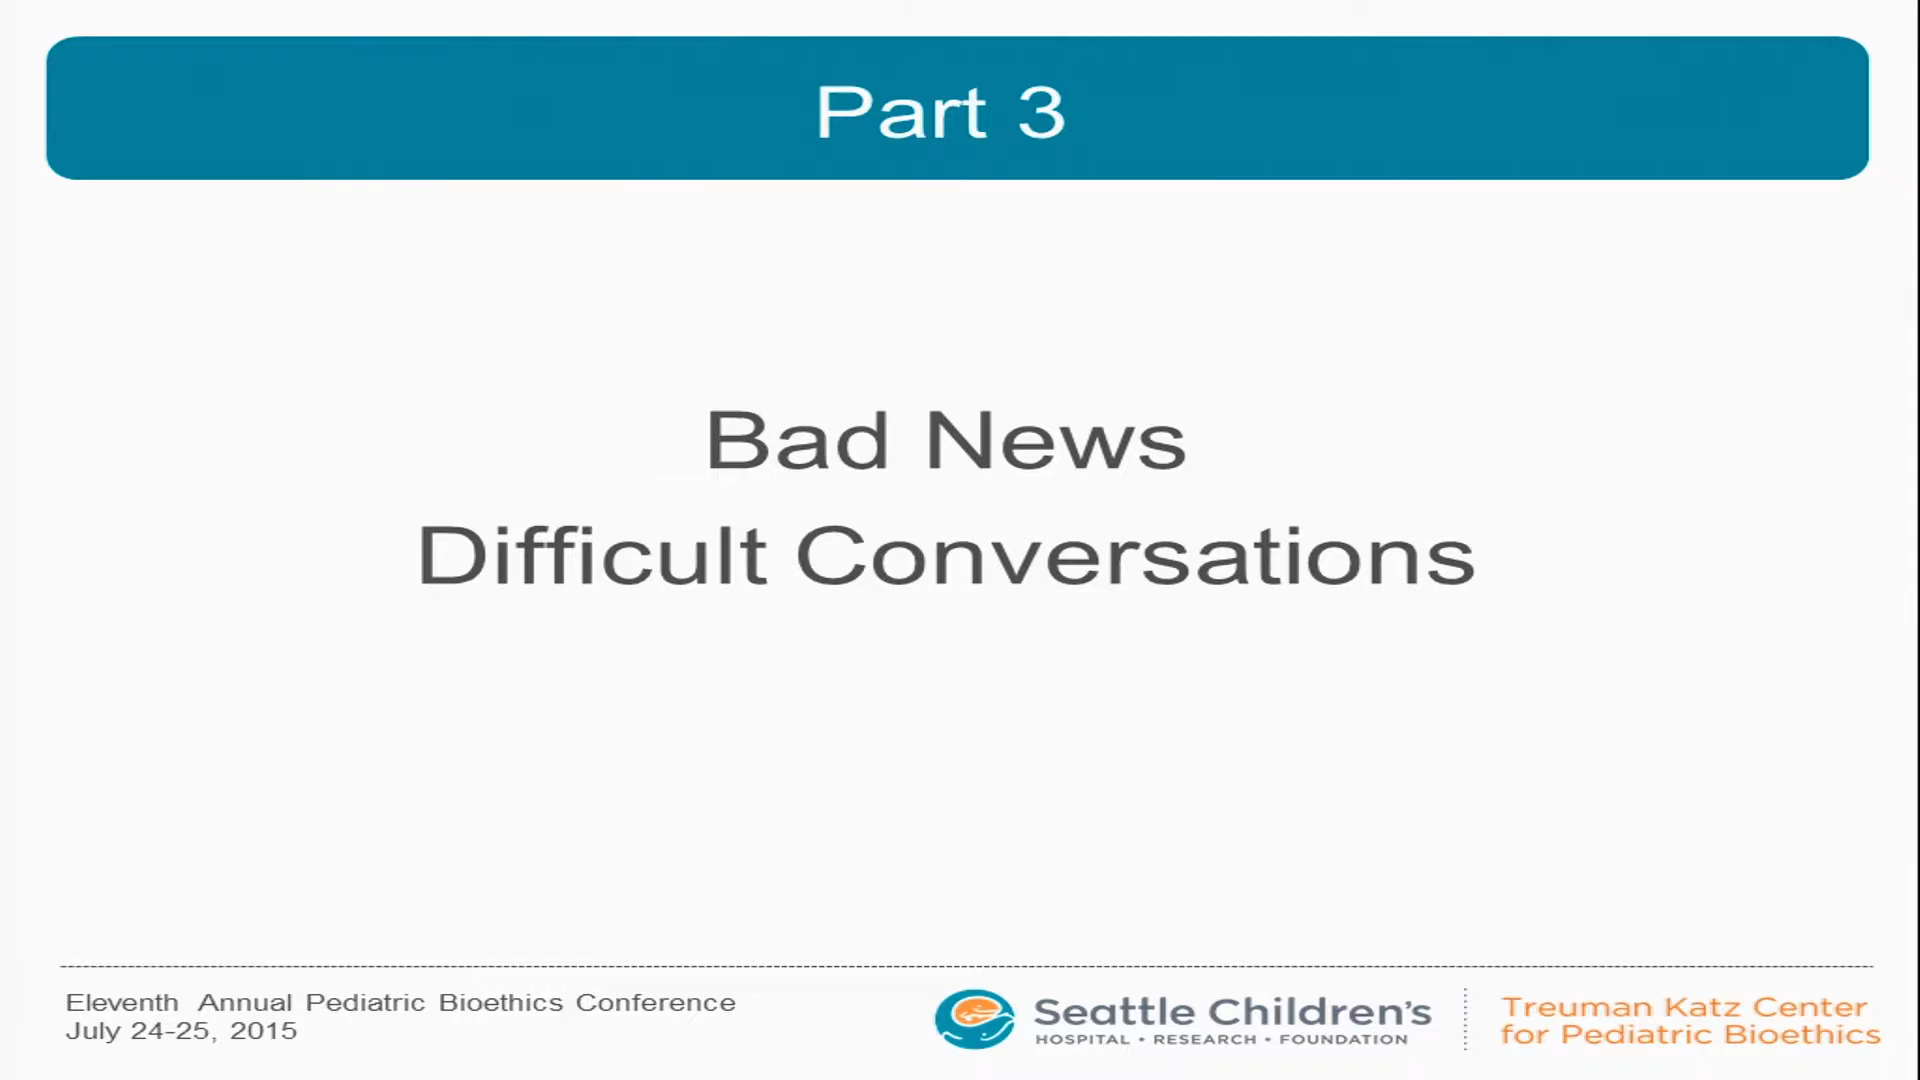 Part 3
Bad News
Difficult Conversations
Eleventh Annual Pediatric Bioethics Conference
July 24-25, 2015
Seattle Children's
HOSPITAL • RESEARCH • FOUNDATION
Treuman Katz Center
for Pediatric Bioethics